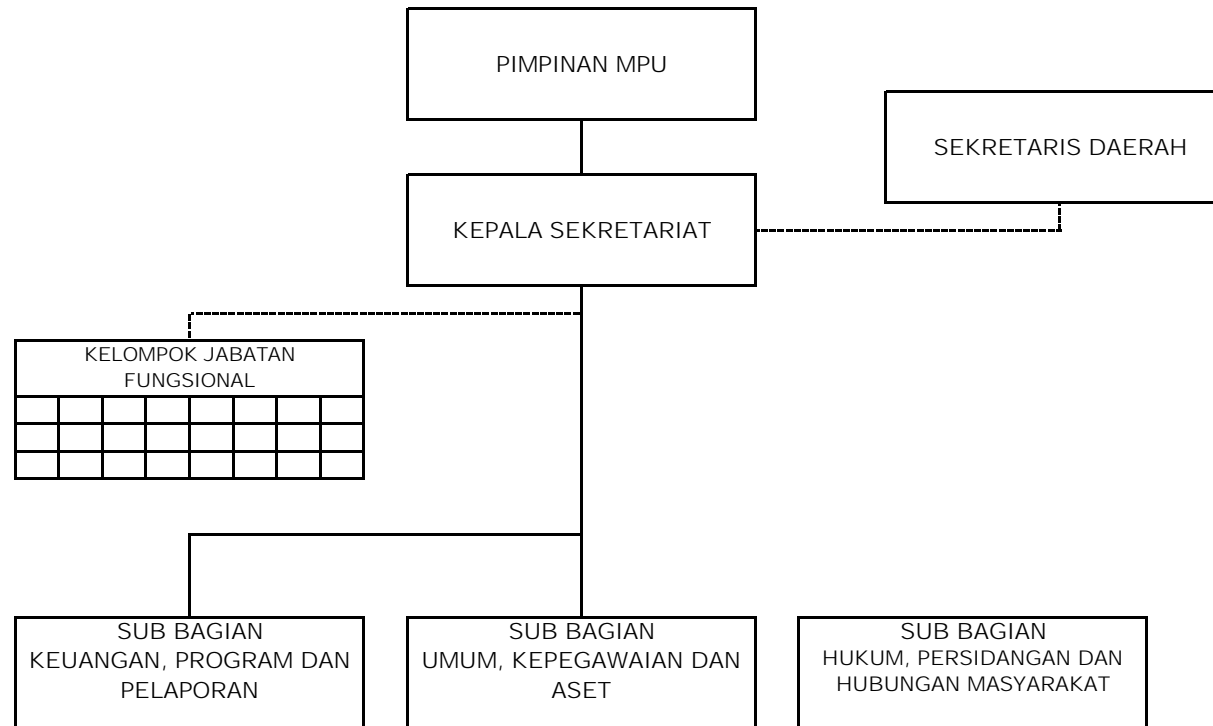 PIMPINAN MPU
SEKRETARIS DAERAH
KEPALA SEKRETARIAT
KELOMPOK JABATAN
FUNGSIONAL
SUB BAGIAN
KEUANGAN, PROGRAM DAN
PELAPORAN
SUB BAGIAN
UMUM, KEPEGAWAIAN DAN
ASET
SUB BAGIAN
HUKUM, PERSIDANGAN DAN
HUBUNGAN MASYARAKAT